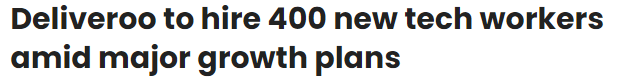 Deliveroo to hire 400 new tech workers
amid major growth plans